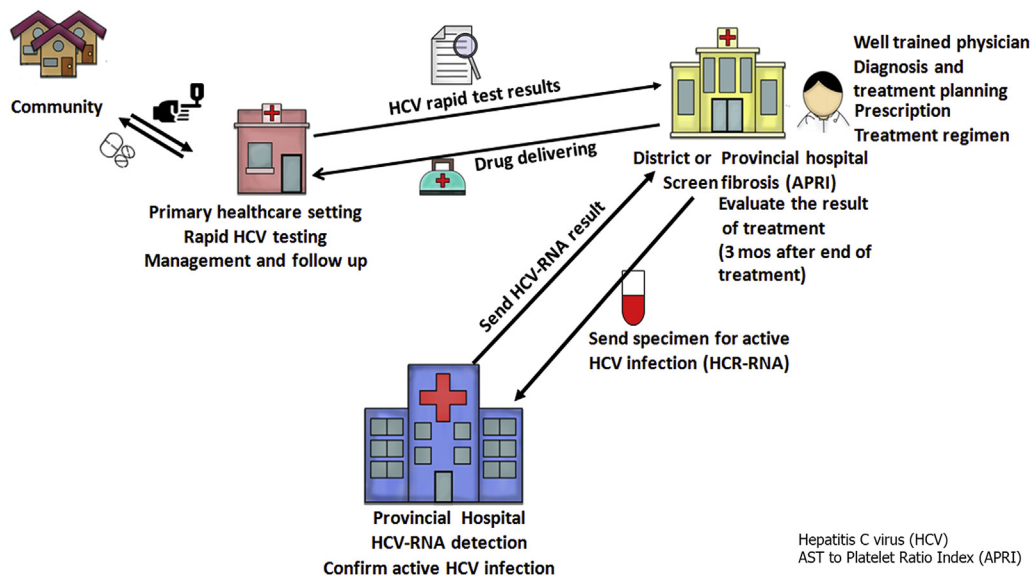 Community
HCV rapid test results
Drug delivering
Primary healthcare setting
Rapid HCV testing
Management and follow up
Well trained physician
Diagnosis and
treatment planning
Prescription
Treatment regimen
District or Provincial hospital
Screen fibrosis (APRI)
Evaluate the result
of treatment
(3 mos after end of
treatment)
Send HCV-RNA result
Send specimen for active
HCV infection (HCR-RNA)
Provincial Hospital
HCV-RNA detection
Confirm active HCV infection
Hepatitis C virus (HCV)
AST to Platelet Ratio Index (APRI)